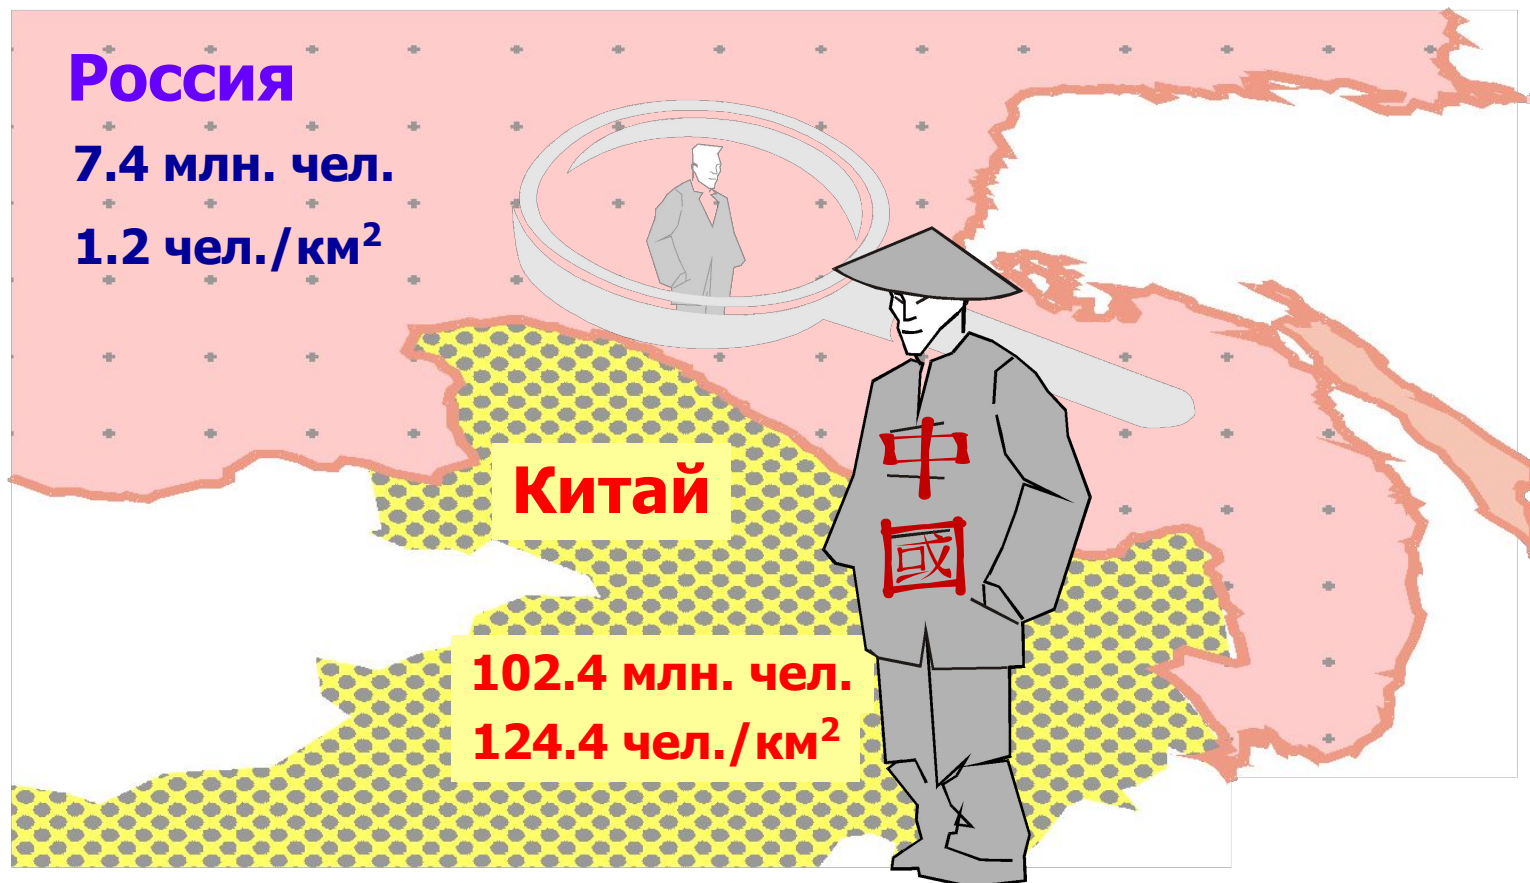 Россия
7.4 млн. чел.
1.2 чел./км²
Китай
中
國
102.4 млн. чел.
124.4 чел./км²